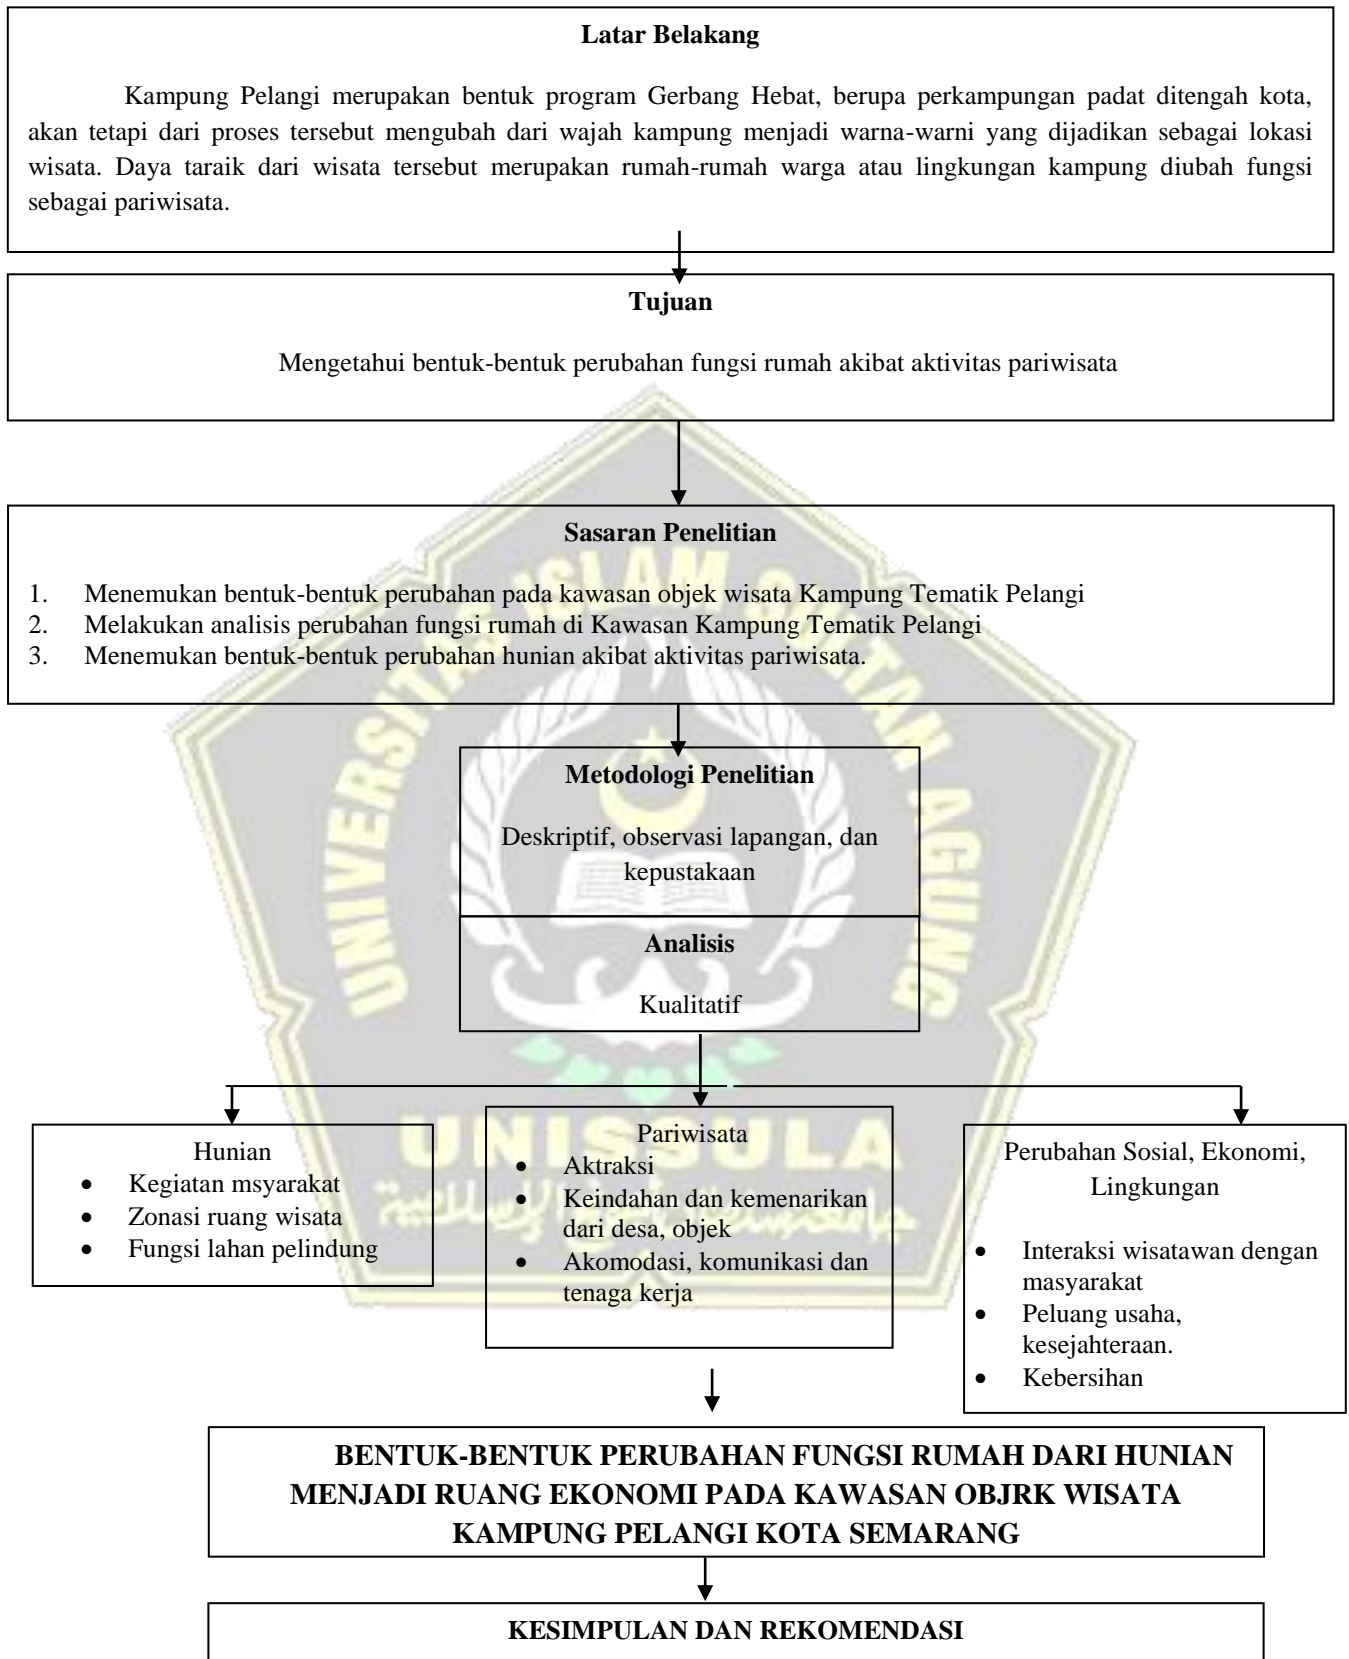 Latar Belakang
Kampung Pelangi merupakan bentuk program Gerbang Hebat, berupa perkampungan padat ditengah kota,
akan tetapi dari proses tersebut mengubah dari wajah kampung menjadi warna-warni yang dijadikan sebagai lokasi
wisata. Daya taraik dari wisata tersebut merupakan rumah-rumah warga atau lingkungan kampung diubah fungsi
sebagai pariwisata.
Tujuan
Mengetahui bentuk-bentuk perubahan fungsi rumah akibat aktivitas pariwisata
Sasaran Penelitian
1. Menemukan bentuk-bentuk perubahan pada kawasan objek wisata Kampung Tematik Pelangi
2. Melakukan analisis perubahan fungsi rumah di Kawasan Kampung Tematik Pelangi
3. Menemukan bentuk-bentuk perubahan hunian akibat aktivitas pariwisata.
Metodologi Penelitian
Deskriptif, observasi lapangan, dan
kepustakaan
Analisis
Kualitatif
Hunian
• Kegiatan msyarakat
• Zonasi ruang wisata
• Fungsi lahan pelindung
Pariwisata
• Aktraksi
• Keindahan dan kemenarikan
dari desa, objek
• Akomodasi, komunikasi dan
tenaga kerja
Perubahan Sosial, Ekonomi,
Lingkungan
• Interaksi wisatawan dengan
masyarakat
• Peluang usaha,
kesejahteraan.
• Kebersihan
BENTUK-BENTUK PERUBAHAN FUNGSI RUMAH DARI HUNIAN
MENJADI RUANG EKONOMI PADA KAWASAN OBJRK WISATA
KAMPUNG PELANGI KOTA SEMARANG
KESIMPULAN DAN REKOMENDASI
UNIVERSITAS ISLAM SULTAN AGUNG
UNISSULA